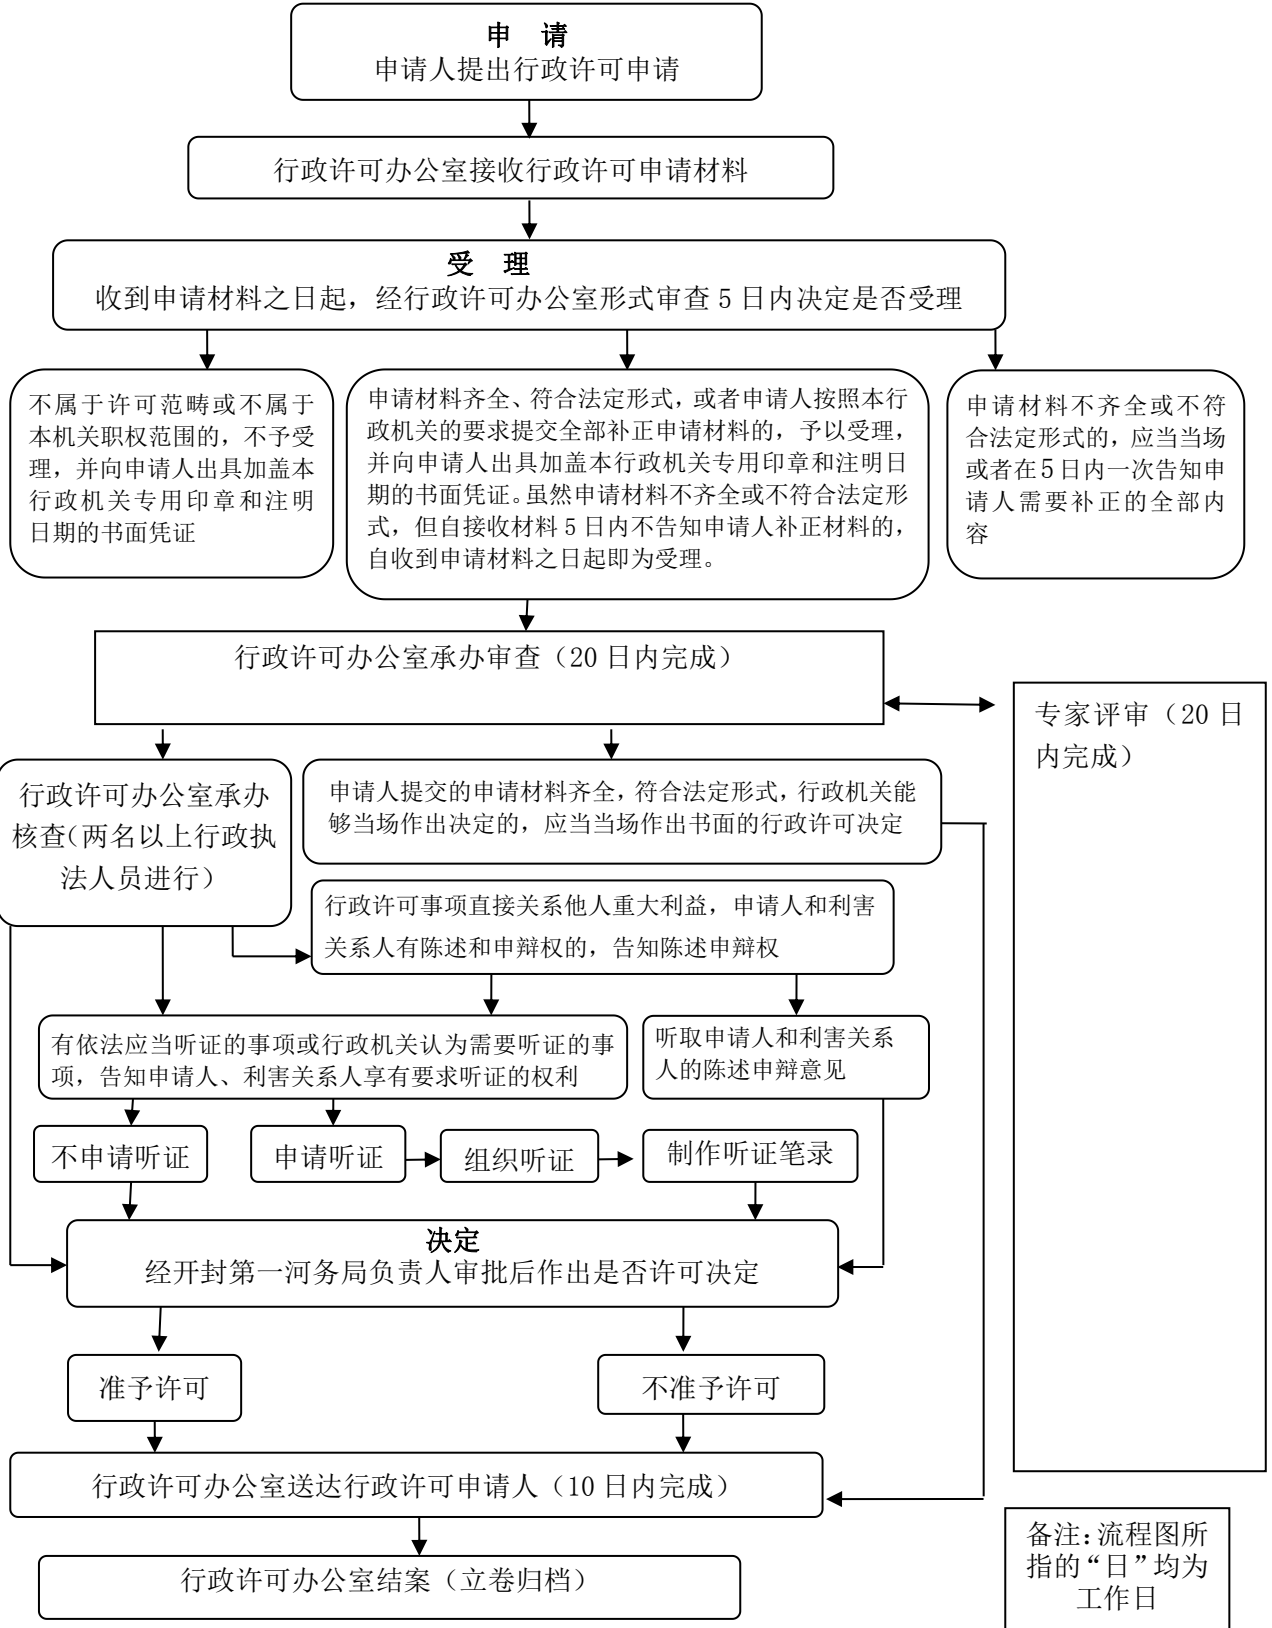 申 请
申请人提出行政许可申请
行政许可办公室接收行政许可申请材料
受 理
收到申请材料之日起，经行政许可办公室形式审查 5 日内决定是否受理
不属于许可范畴或不属于
本机关职权范围的，不予受
理，并向申请人出具加盖本
行政机关专用印章和注明
日期的书面凭证
申请材料齐全、符合法定形式，或者申请人按照本行
政机关的要求提交全部补正申请材料的，予以受理，
并向申请人出具加盖本行政机关专用印章和注明日
期的书面凭证。虽然申请材料不齐全或不符合法定形
式，但自接收材料 5 日内不告知申请人补正材料的，
自收到申请材料之日起即为受理。
申请材料不齐全或不符
合法定形式的，应当当场
或者在 5 日内一次告知申
请人需要补正的全部内
容
行政许可办公室承办审查（20 日内完成）
专家评审（20 日
内完成）
行政许可办公室承办
核查（两名以上行政执
法人员进行）
申请人提交的申请材料齐全，符合法定形式，行政机关能
够当场作出决定的，应当当场作出书面的行政许可决定
行政许可事项直接关系他人重大利益，申请人和利害
关系人有陈述和申辩权的，告知陈述申辩权
有依法应当听证的事项或行政机关认为需要听证的事
项，告知申请人、利害关系人享有要求听证的权利
听取申请人和利害关系
人的陈述申辩意见
不申请听证
申请听证
组织听证
制作听证笔录
决定
经开封第一河务局负责人审批后作出是否许可决定
准予许可
不准予许可
行政许可办公室送达行政许可申请人（10 日内完成）
行政许可办公室结案（立卷归档）
备注：流程图所
指的“日”均为
工作日